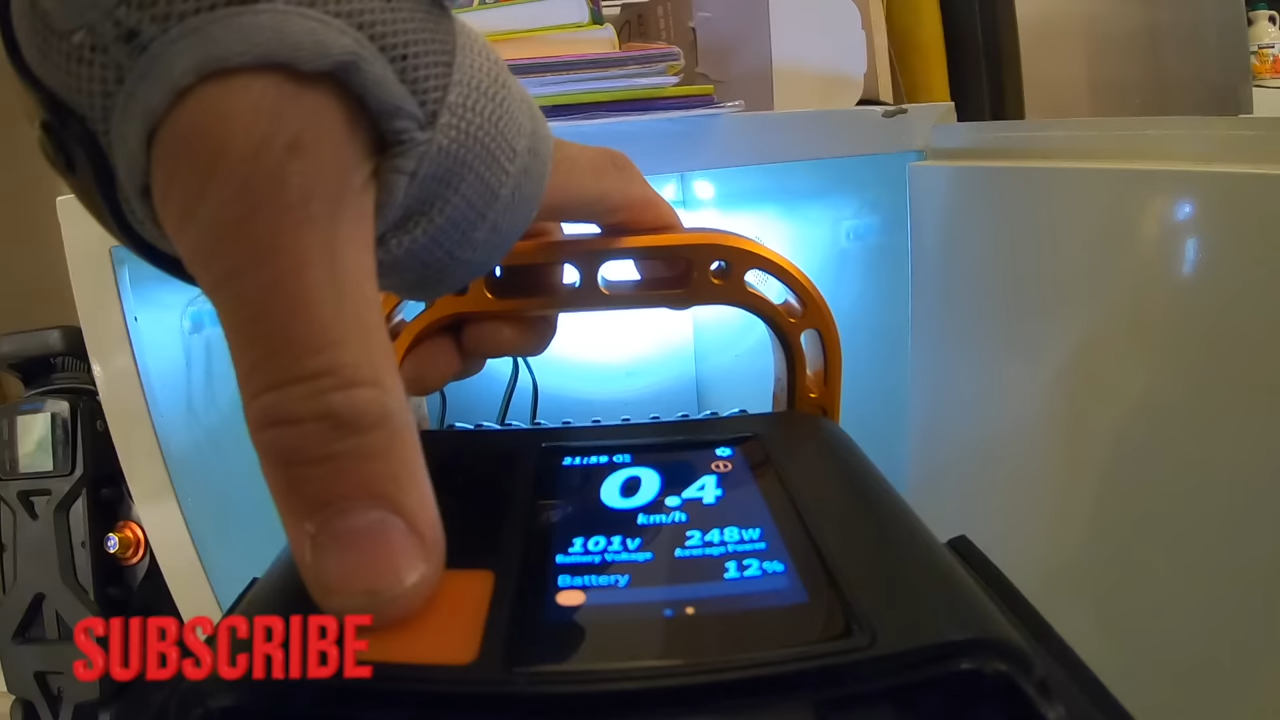 21:59
0.4
km/h
101V 248W
Battery Voltage Average Power
Battery 12%
SUBSCRIBE